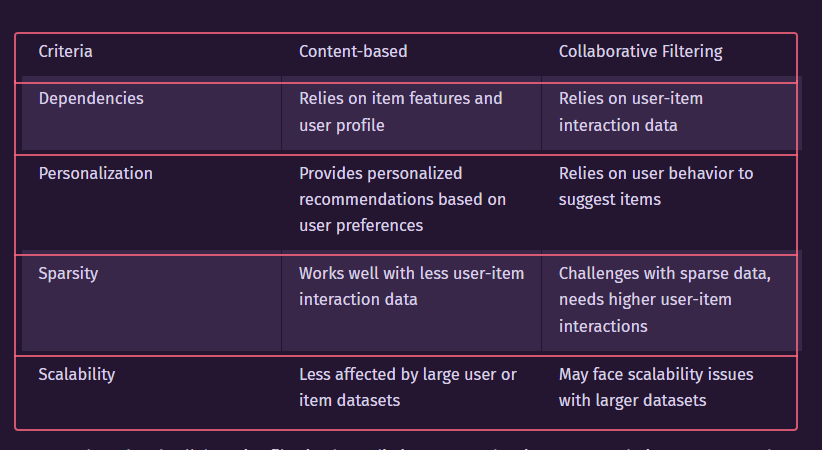 Criteria Content-based Collaborative Filtering
Dependencies Relies on item features and Relies on user-item
user profile interaction data
Personalization Provides personalized Relies on user behavior to
recommendations based on suggest items
user preferences
Sparsity Works well with less user-item Challenges with sparse data,
interaction data needs higher user-item
interactions
Scalability Less affected by large user or May face scalability issues
item datasets with larger datasets